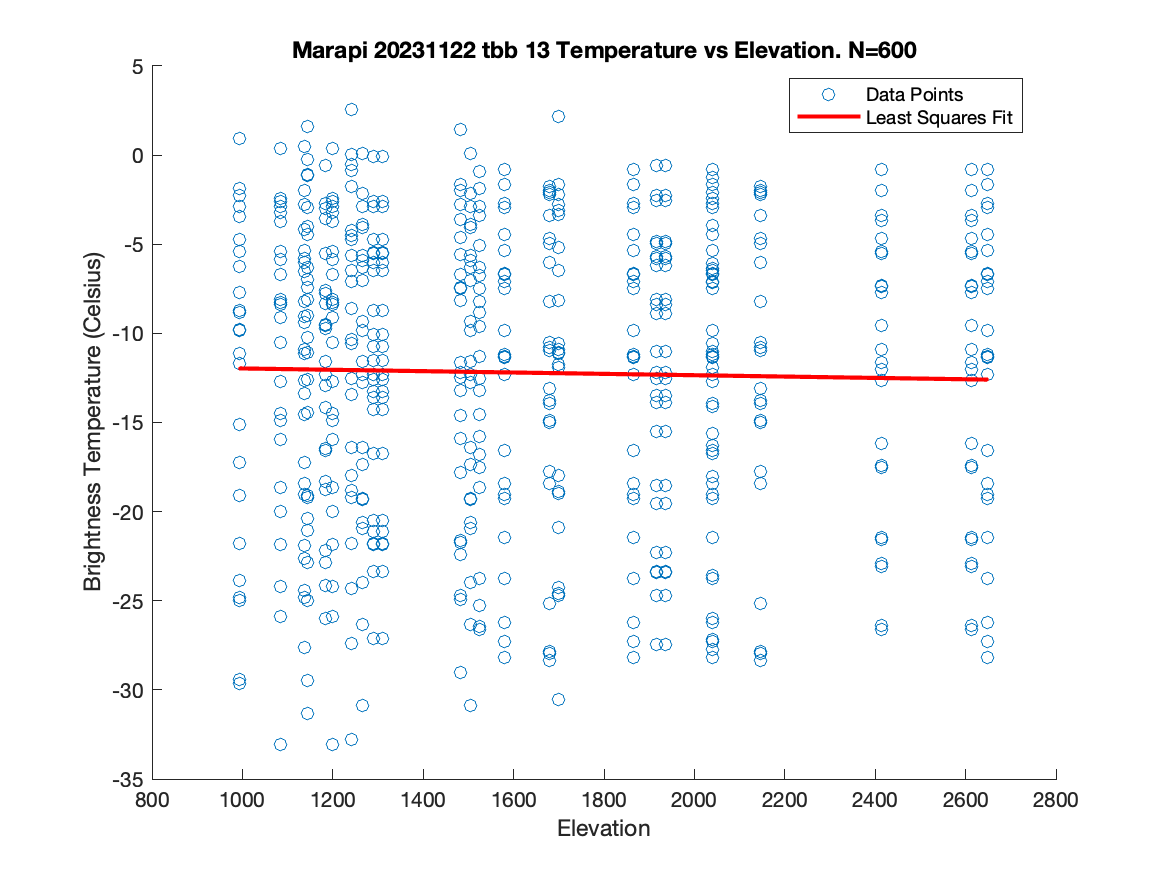 Marapi 20231122 tbb 13 Temperature vs Elevation. N=600
Data Points
Least Squares Fit
Brightness Temperature (Celsius)
5
0
-5
-10
-15
-20
-25
-30
-35
800 1000 1200 1400 1600 1800 2000 2200 2400 2600 2800
Elevation